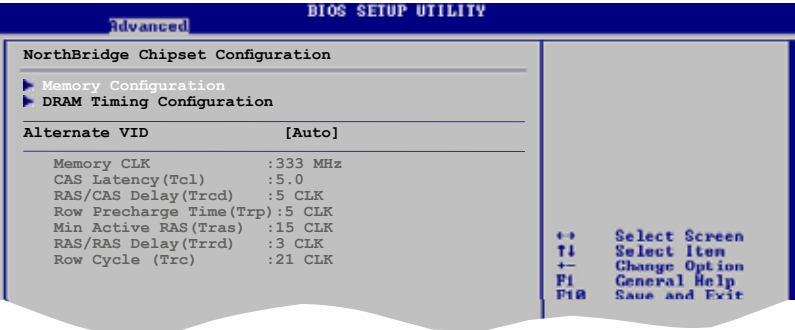 BIOS SETUP UTILITY
Advanced
NorthBridge Chipset Configuration
Memory Configuration
DRAM Timing Configuration
Alternate VID [Auto]
Memory CLK :333 MHz
CAS Latency(Tcl) :5.0
RAS/CAS Delay(Trcd) :5 CLK
Row Precharge Time(Trp):5 CLK
Min Active RAS(Tras) :15 CLK
RAS/RAS Delay(Trrd) :3 CLK
Row Cycle (Trc) :21 CLK
↔ Select Screen
↑↓ Select Item
+- Change Option
F1 General Help
F10 Save and Exit